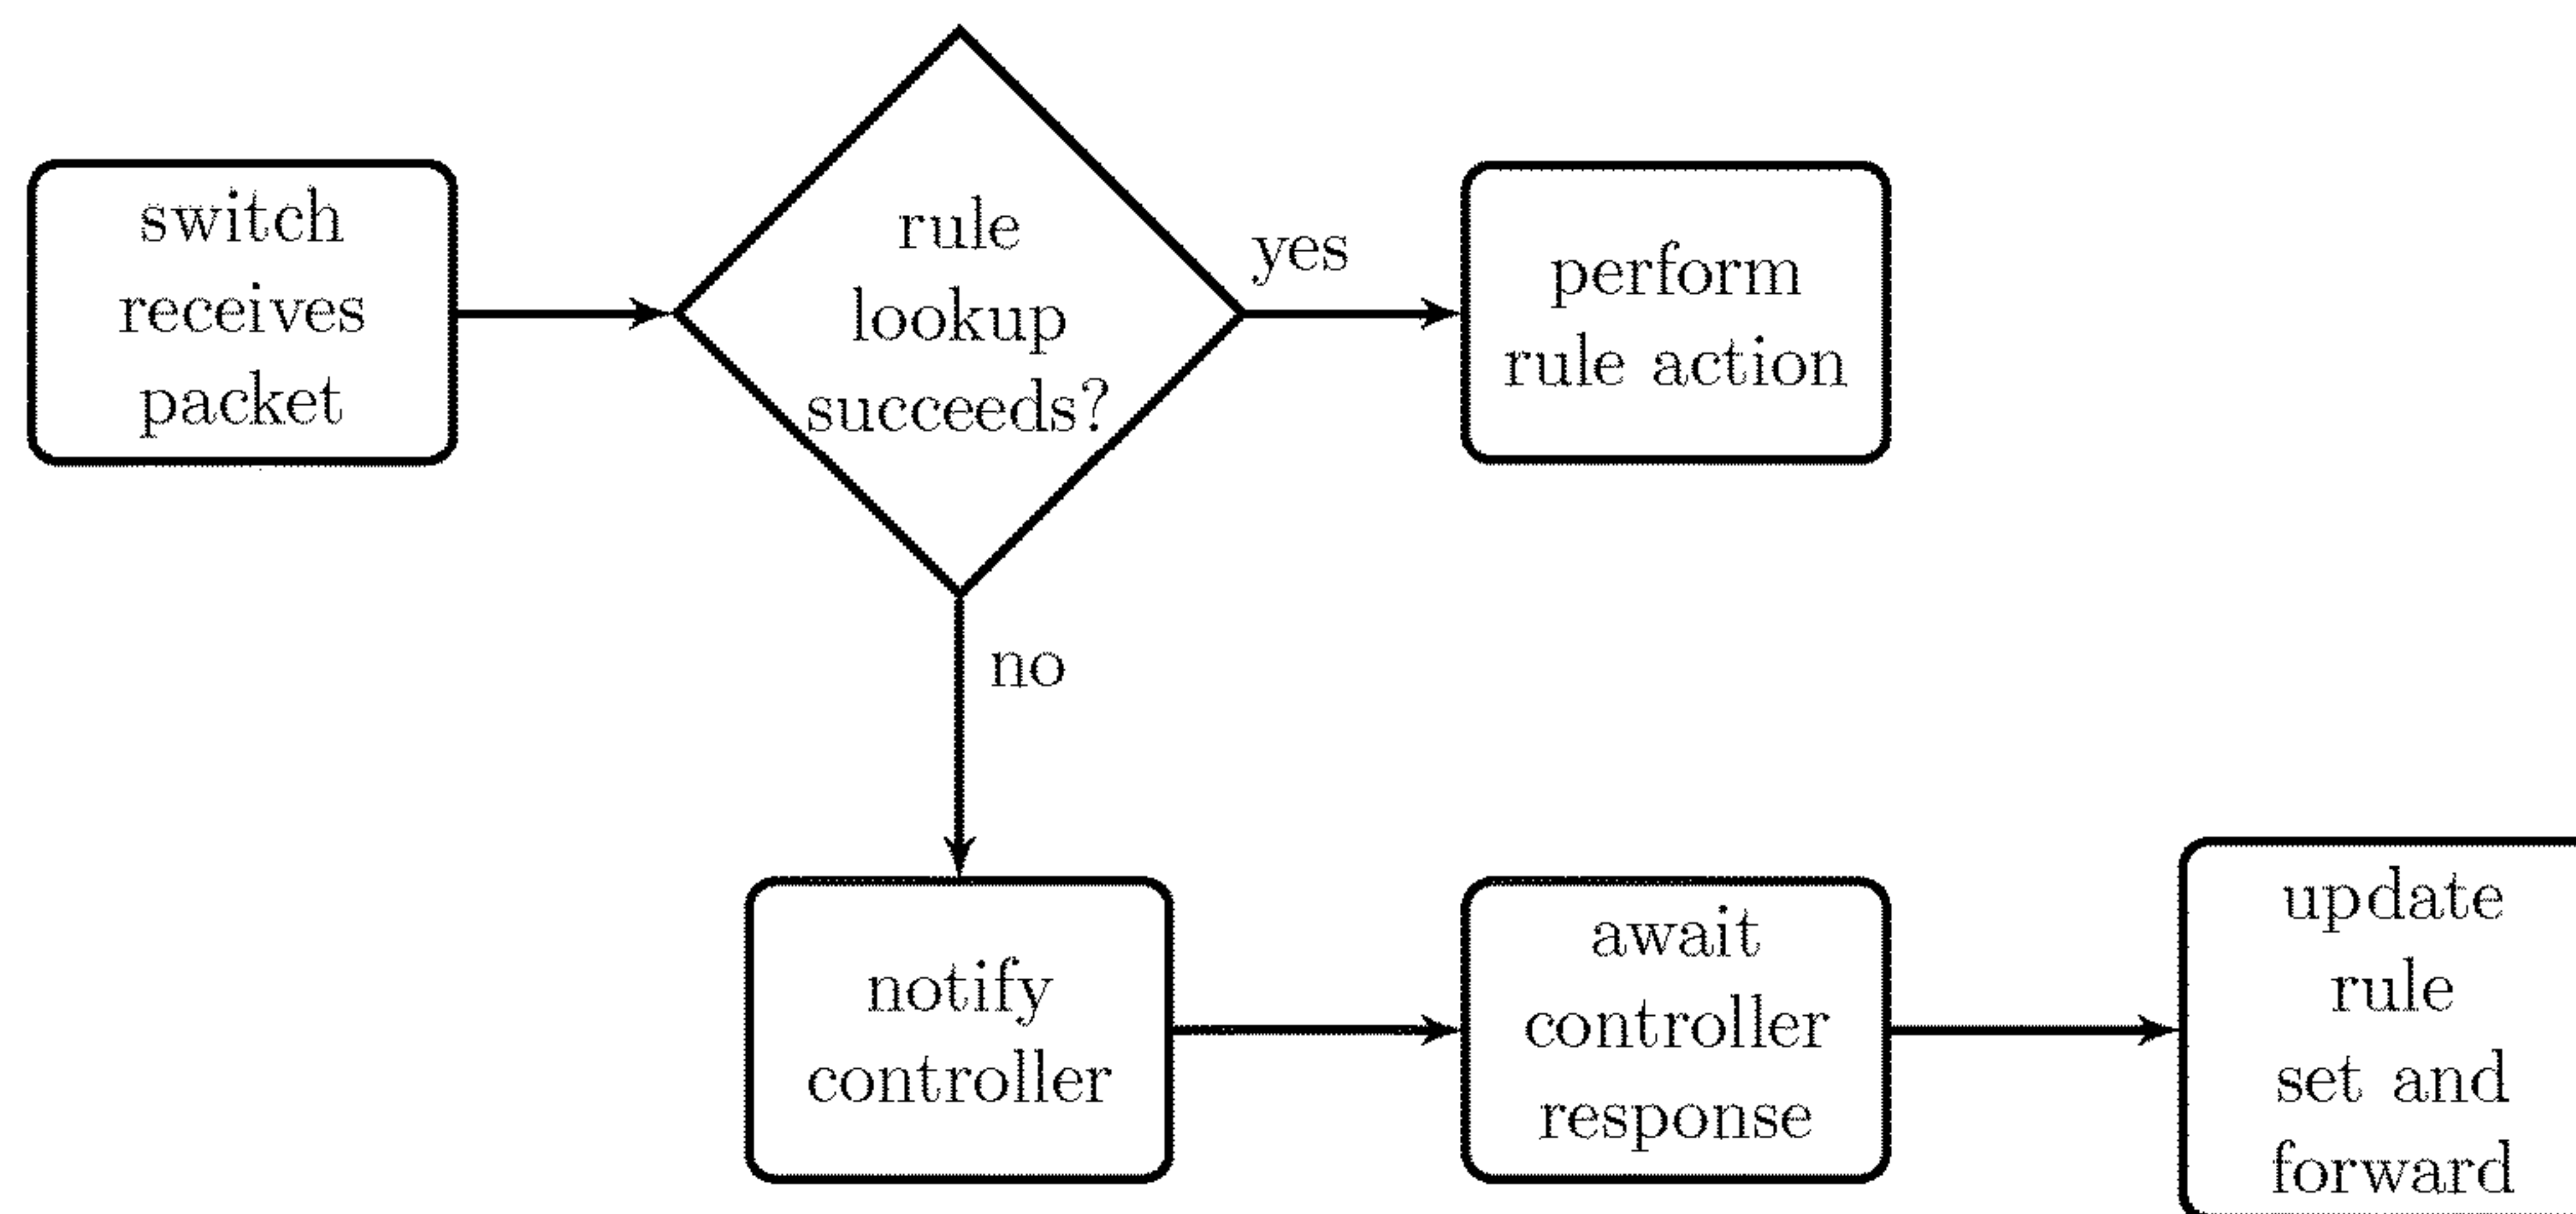 switch
receives
packet
rule
lookup
succeeds?
yes
perform
rule action
no
notify
controller
await
controller
response
update
rule
set and
forward